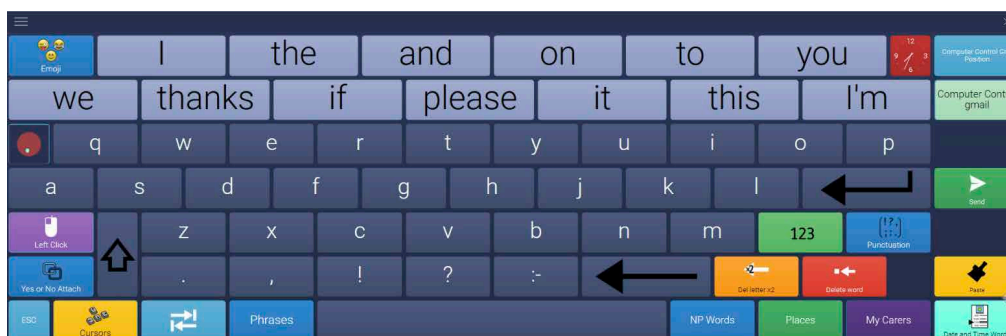 Emoji I the and on to you 12 9 3 6 Computer Control Position
we thanks if please it this I'm Computer Cont gmail
q w e r t y u i o p
a s d f g h j k l Send
Left Click z x c v b n m 123 (!?,;:.) Punctuation
Yes or No Attach . , ! ? :- -2 Del letter x2 Delete word Paste
ESC Cursors Phrases NP Words Places My Carers Date and Time Word